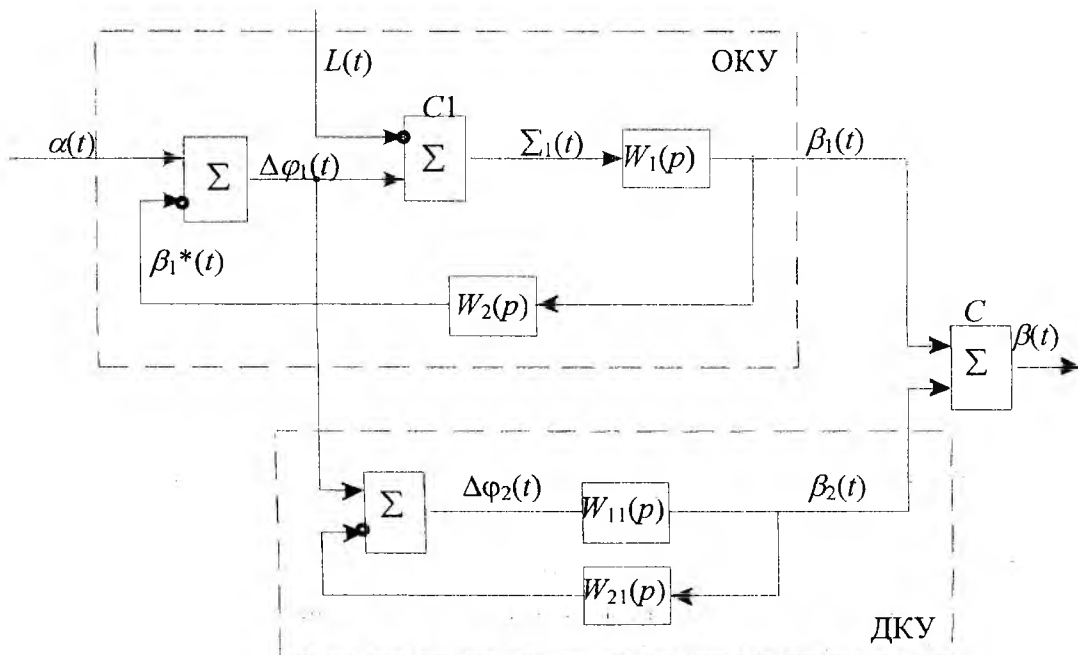 L(t)
ОКУ
C1
α(t)
Σ
Δφ₁(t)
Σ
Σ₁(t)
W₁(p)
β₁(t)
β₁*(t)
W₂(p)
C
Σ
β(t)
Σ
Δφ₂(t)
W₁₁(p)
β₂(t)
W₂₁(p)
ДКУ